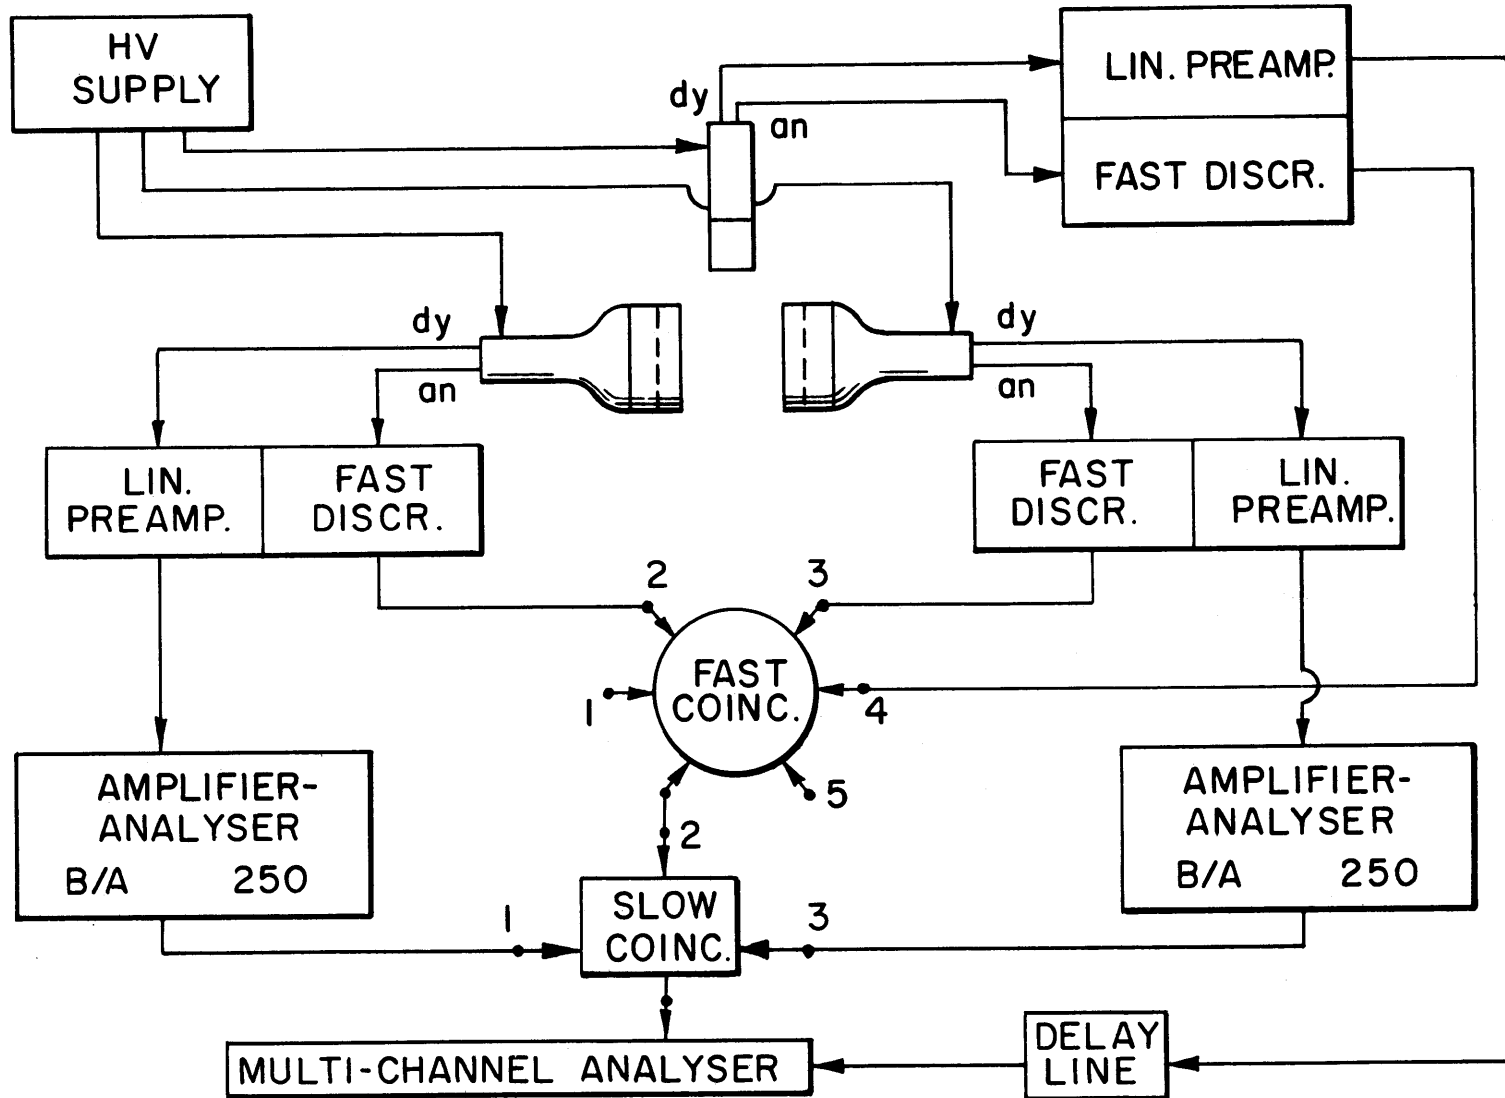 HV
SUPPLY
dy
an
LIN. PREAMP.
FAST DISCR.
dy
an
dy
an
LIN.
PREAMP.
FAST
DISCR.
FAST
DISCR.
LIN.
PREAMP.
2
3
FAST
COINC.
1
4
5
AMPLIFIER-
ANALYSER
B/A 250
AMPLIFIER-
ANALYSER
B/A 250
2
1
SLOW
COINC.
3
MULTI-CHANNEL ANALYSER
DELAY
LINE